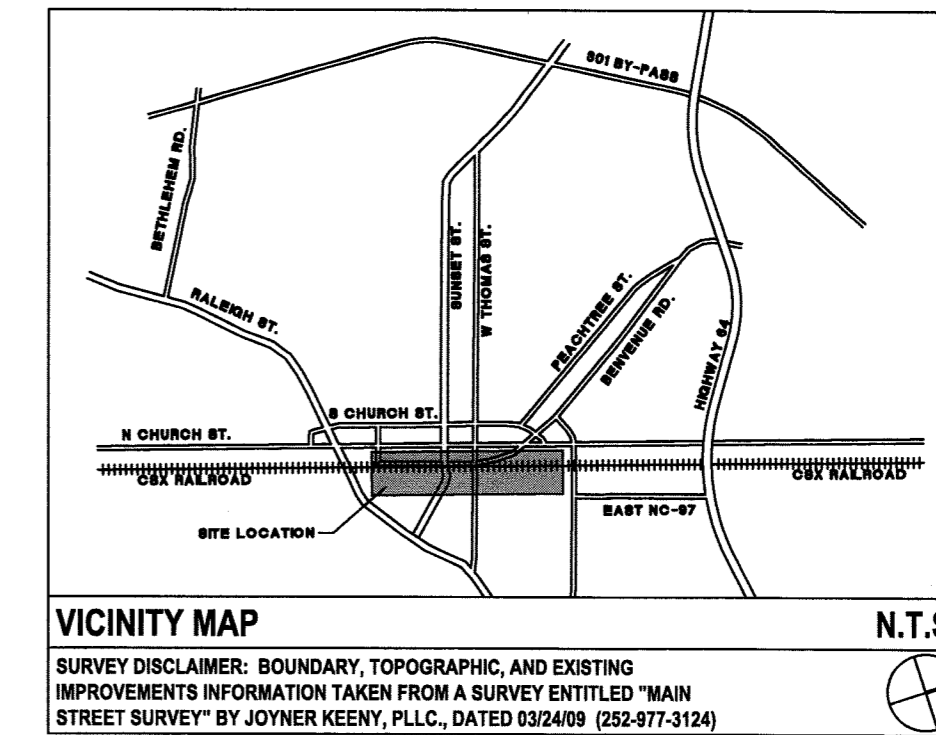 301 BY-PASS
BETHLEHEM RD.
RALEIGH ST.
SUNSET ST.
W THOMAS ST.
PEACHTREE ST.
BENVENUE RD.
HIGHWAY 64
S CHURCH ST.
N CHURCH ST.
CSX RAILROAD
CSX RAILROAD
EAST NC-97
SITE LOCATION
VICINITY MAP
N.T.S
SURVEY DISCLAIMER: BOUNDARY, TOPOGRAPHIC, AND EXISTING
IMPROVEMENTS INFORMATION TAKEN FROM A SURVEY ENTITLED "MAIN
STREET SURVEY" BY JOYNER KEENY, PLLC., DATED 03/24/09 (252-977-3124)